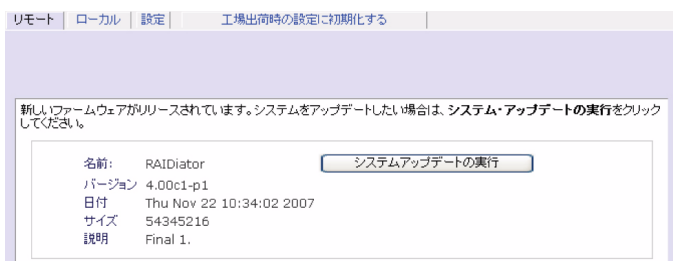 リモート ローカル 設定 工場出荷時の設定に初期化する
新しいファームウェアがリリースされています。システムをアップデートしたい場合は、システム・アップデートの実行をクリック
してください。
名前: RAIDiator システムアップデートの実行
バージョン 4.00c1-p1
日付 Thu Nov 22 10:34:02 2007
サイズ 54345216
説明 Final 1.